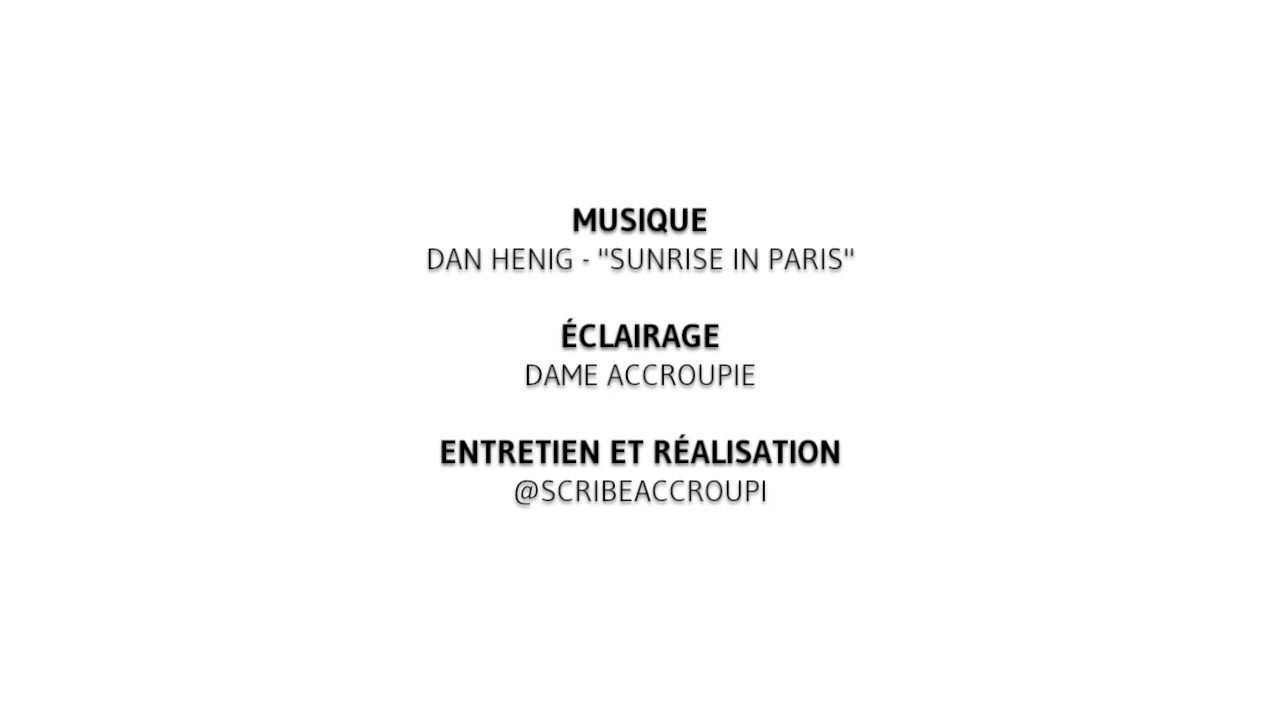 MUSIQUE
DAN HENIG - "SUNRISE IN PARIS"
ÉCLAIRAGE
DAME ACCROUPIE
ENTRETIEN ET RÉALISATION
@SCRIBEACCROUPI